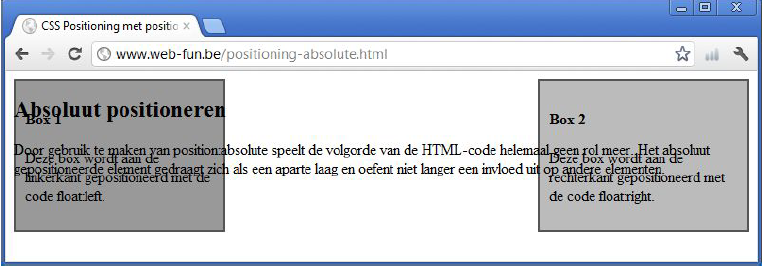 CSS Positioning met positio
www.web-fun.be/positioning-absolute.html
Absoluut positioneren
Door gebruik te maken van position:absolute speelt de volgorde van de HTML-code helemaal geen rol meer. Het absoluut
gepositioneerde element gedraagt zich als een aparte laag en oefent niet langer een invloed uit op andere elementen.
Box 1
Deze box wordt aan de
linkerkant gepositioneerd met de
code float:left.
Box 2
Deze box wordt aan de
rechterkant gepositioneerd met
de code float:right.